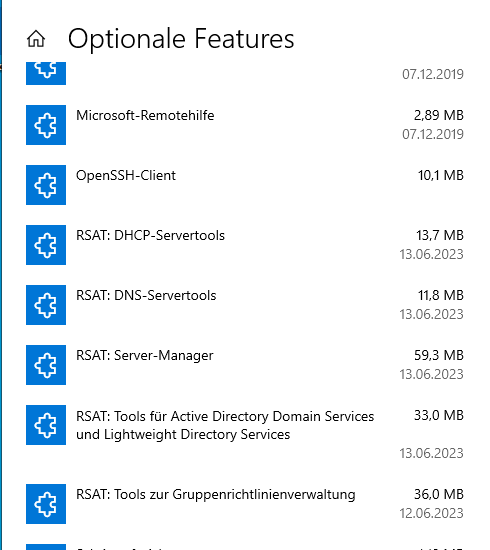 Optionale Features
07.12.2019
Microsoft-Remotehilfe 2,89 MB
07.12.2019
OpenSSH-Client 10,1 MB
RSAT: DHCP-Servertools 13,7 MB
13.06.2023
RSAT: DNS-Servertools 11,8 MB
13.06.2023
RSAT: Server-Manager 59,3 MB
13.06.2023
RSAT: Tools für Active Directory Domain Services 33,0 MB
und Lightweight Directory Services
13.06.2023
RSAT: Tools zur Gruppenrichtlinienverwaltung 36,0 MB
12.06.2023